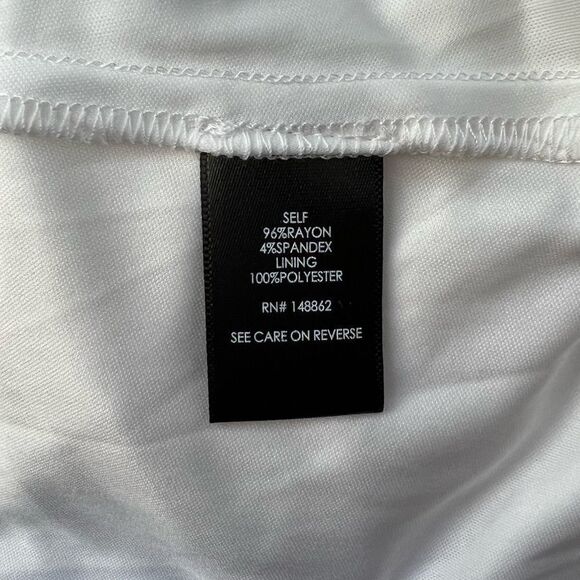 SELF
96%RAYON
4%SPANDEX
LINING
100%POLYESTER
RN# 148862
SEE CARE ON REVERSE